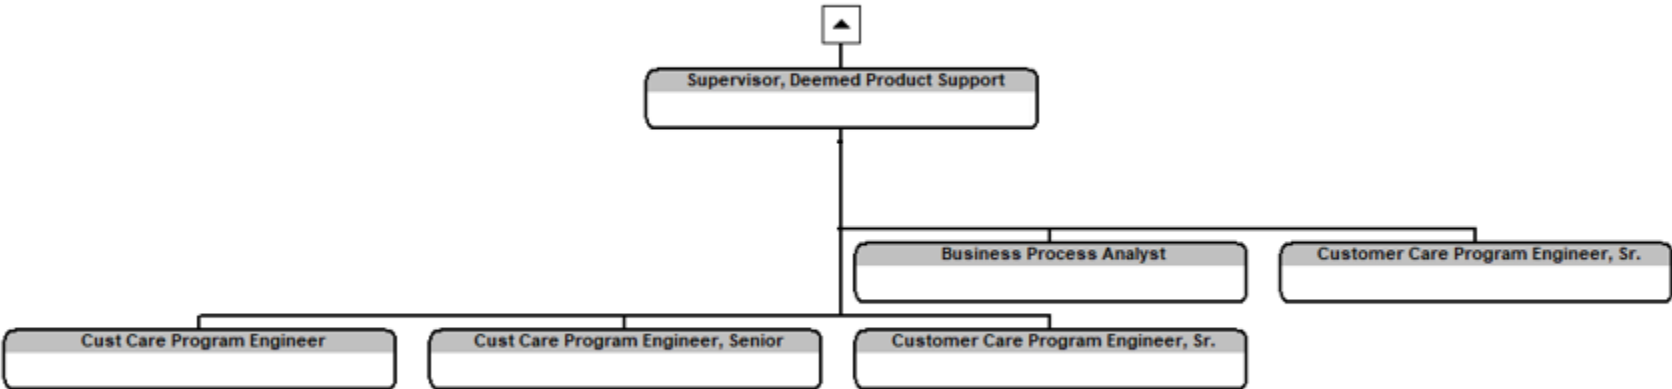 Supervisor, Deemed Product Support
Business Process Analyst
Customer Care Program Engineer, Sr.
Cust Care Program Engineer
Cust Care Program Engineer, Senior
Customer Care Program Engineer, Sr.